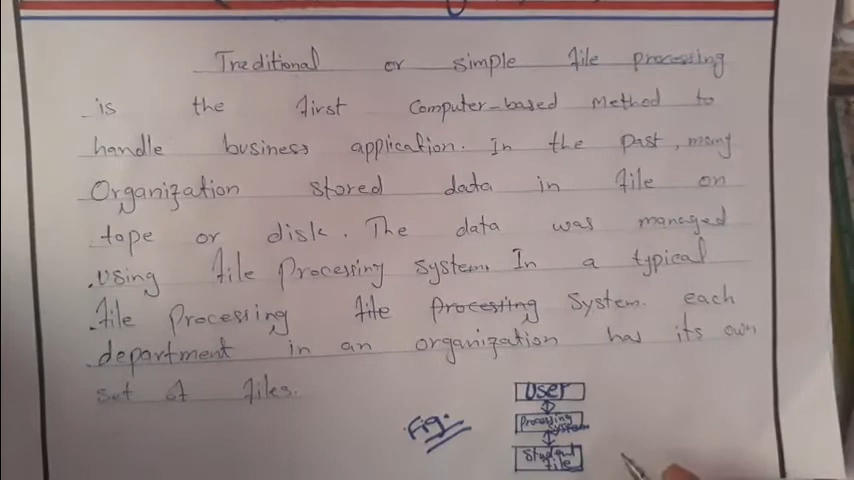 Traditional or simple file processing
is the first Computer-based Method to
handle business application. In the Past, many
Organization stored data in file on
tape or disk. The data was managed
using file Processing system. In a typical
file Processing file processing System. each
department in an organization has its own
set of files.
User
Fig.
Processing
System
Student
file